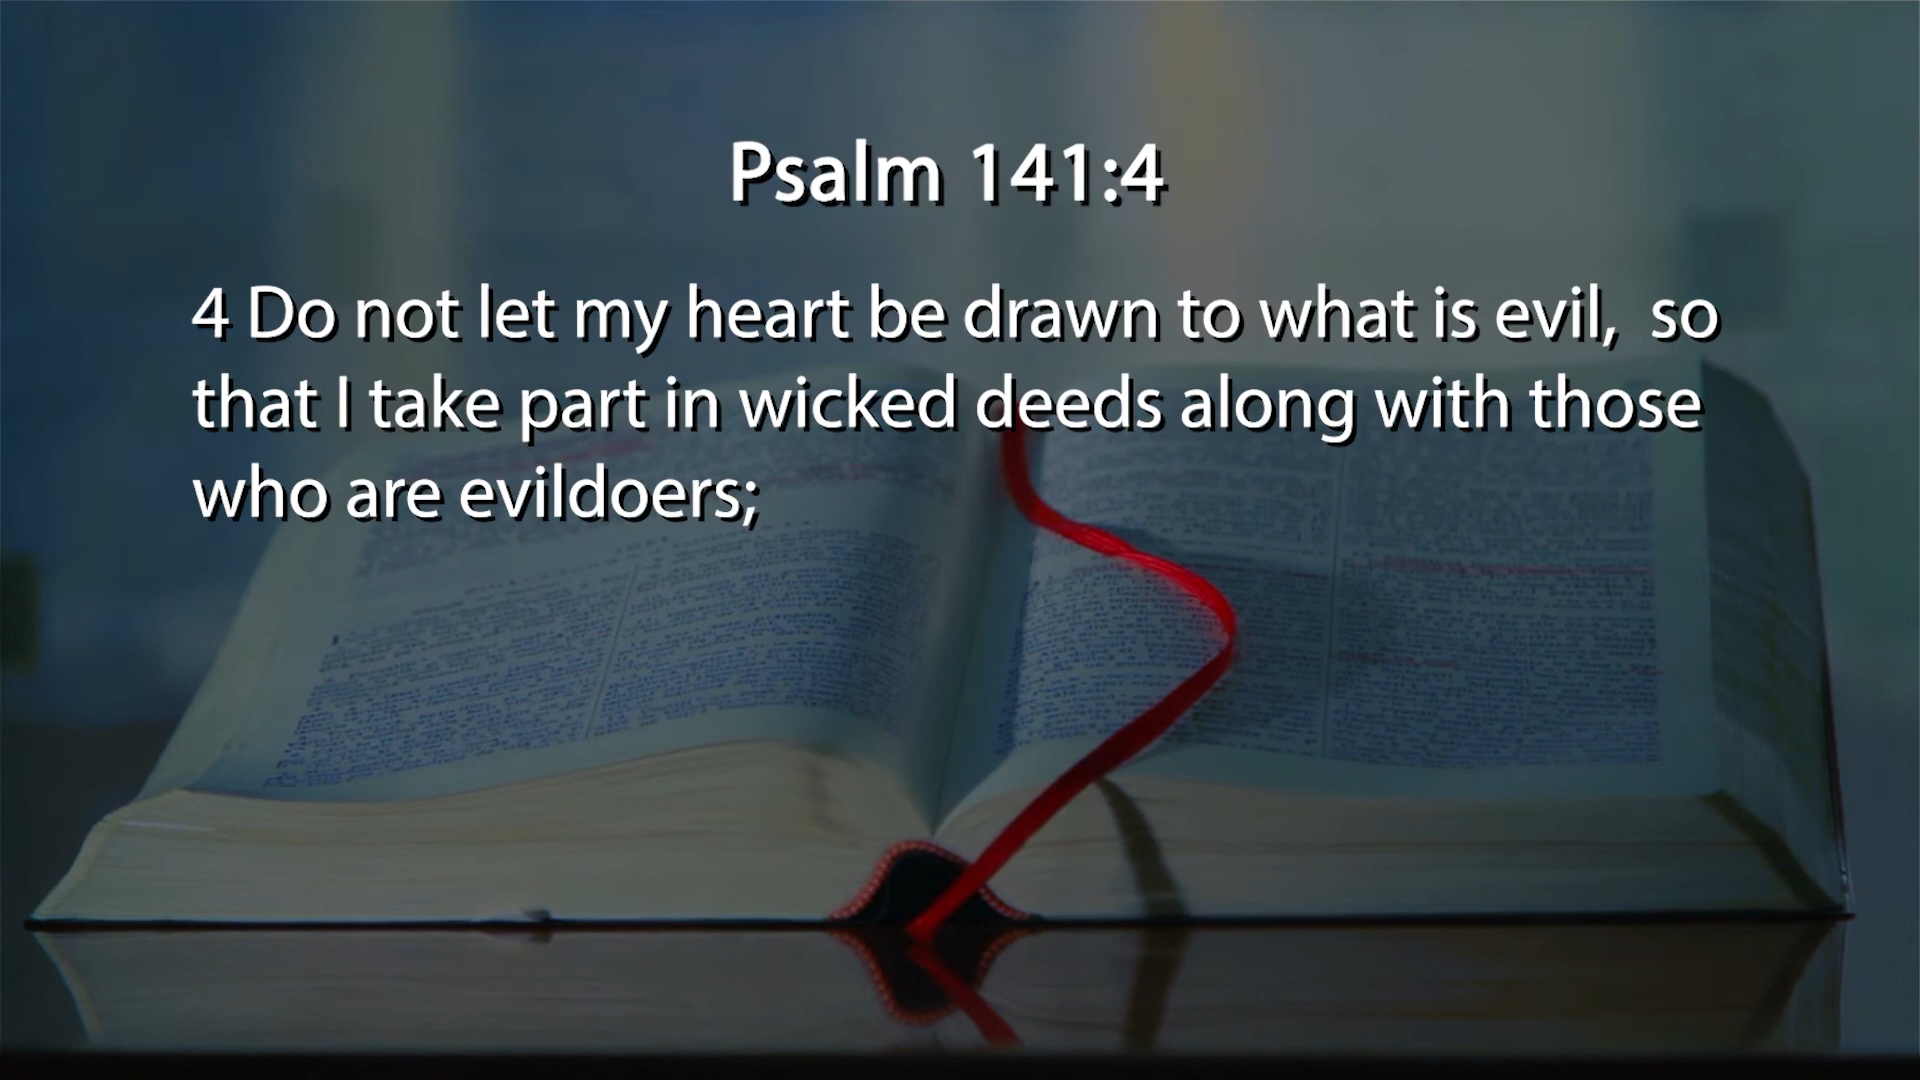 Psalm 141:4
4 Do not let my heart be drawn to what is evil,  so
that I take part in wicked deeds along with those
who are evildoers;